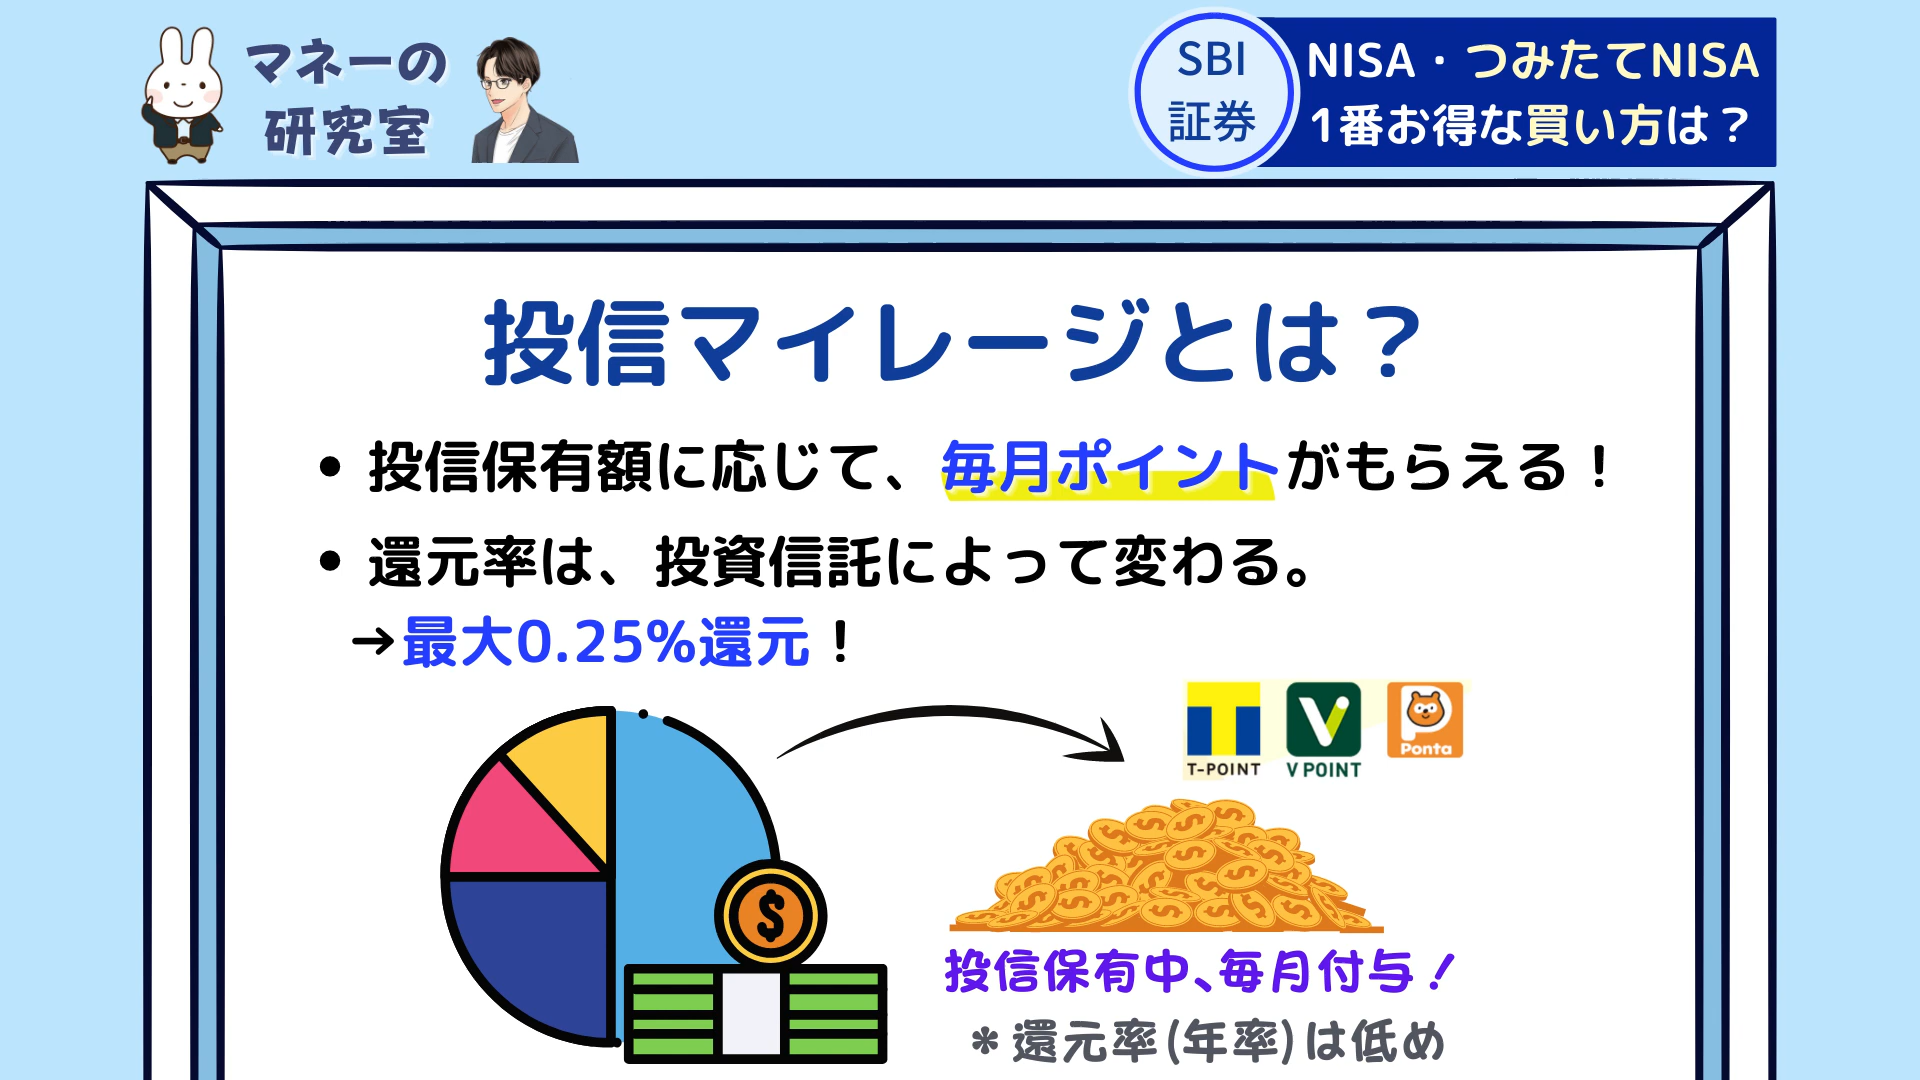 マネーの
研究室
SBI
証券
NISA・つみたてNISA
1番お得な買い方は？
投信マイレージとは？
• 投信保有額に応じて、毎月ポイントがもらえる！
• 還元率は、投資信託によって変わる。
→最大0.25%還元！
T-POINT
V POINT
Ponta
投信保有中、毎月付与！
＊還元率(年率)は低め